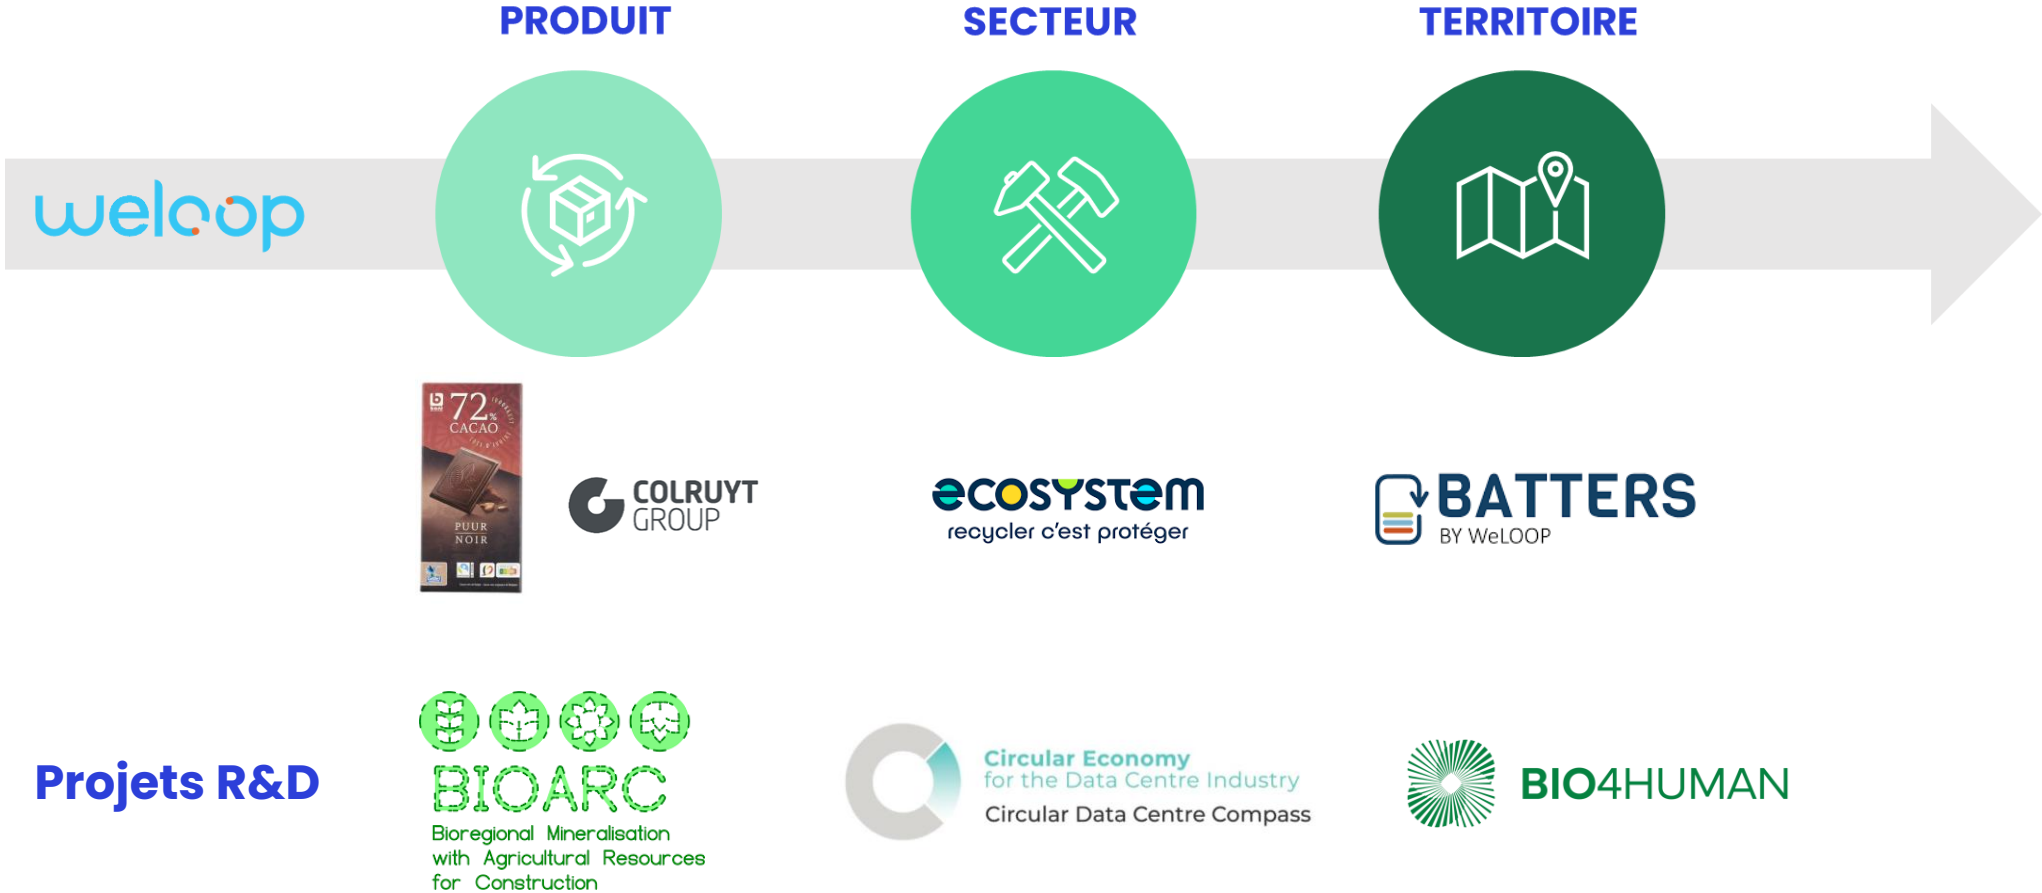 PRODUIT
SECTEUR
TERRITOIRE
weloop
72%
CACAO
PUUR
NOIR
COLRUYT
GROUP
ecosystem
recycler c'est protéger
BATTERS
BY WeLOOP
Projets R&D
BIOARC
Bioregional Mineralisation
with Agricultural Resources
for Construction
Circular Economy
for the Data Centre Industry
Circular Data Centre Compass
BIO4HUMAN